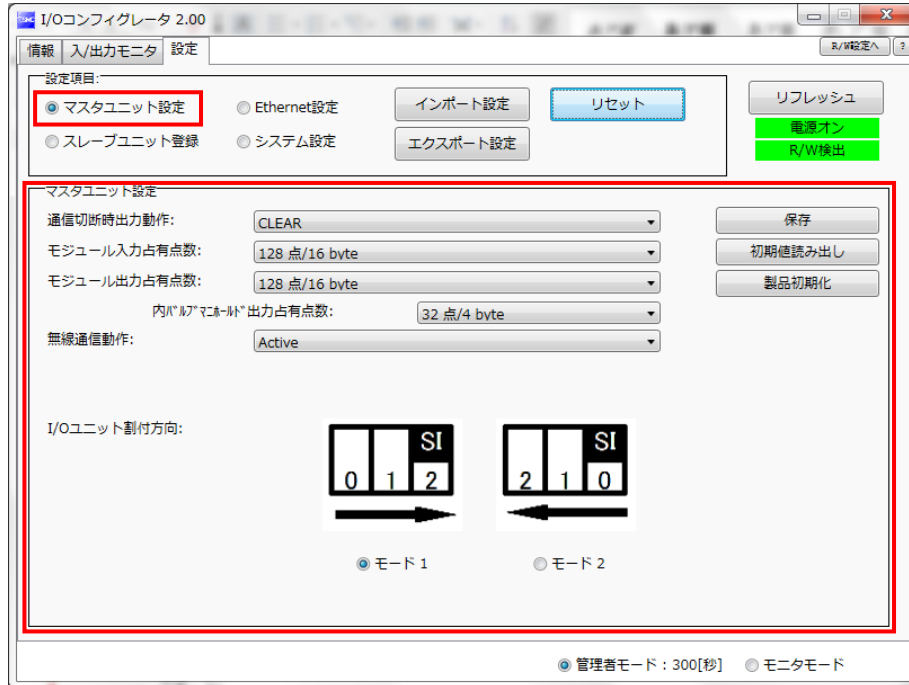 I/Oコンフィグレータ 2.00
情報 入/出力モニタ 設定 R/W設定へ ?
設定項目:
マスタユニット設定 Ethernet設定 インポート設定 リセット リフレッシュ
スレーブユニット登録 システム設定 エクスポート設定 電源オン
R/W検出
マスタユニット設定
通信切断時出力動作: CLEAR 保存
モジュール入力占有点数: 128 点/16 byte 初期値読み出し
モジュール出力占有点数: 128 点/16 byte 製品初期化
内バルブマニホールド出力占有点数: 32 点/4 byte
無線通信動作: Active
I/Oユニット割付方向:
SI SI
0 1 2 2 1 0
モード 1 モード 2
管理者モード：300[秒] モニタモード